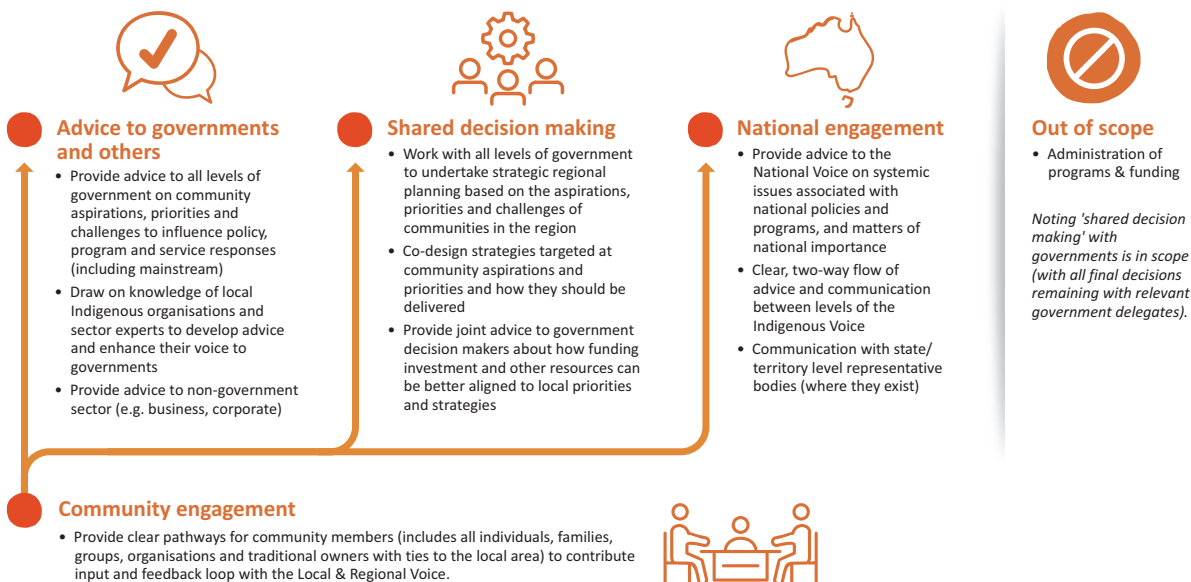 Advice to governments
and others
• Provide advice to all levels of
government on community
aspirations, priorities and
challenges to influence policy,
program and service responses
(including mainstream)
• Draw on knowledge of local
Indigenous organisations and
sector experts to develop advice
and enhance their voice to
governments
• Provide advice to non-government
sector (e.g. business, corporate)
Shared decision making
• Work with all levels of government
to undertake strategic regional
planning based on the aspirations,
priorities and challenges of
communities in the region
• Co-design strategies targeted at
community aspirations and
priorities and how they should be
delivered
• Provide joint advice to government
decision makers about how funding
investment and other resources can
be better aligned to local priorities
and strategies
National engagement
• Provide advice to the
National Voice on systemic
issues associated with
national policies and
programs, and matters of
national importance
• Clear, two-way flow of
advice and communication
between levels of the
Indigenous Voice
• Communication with state/
territory level representative
bodies (where they exist)
Out of scope
• Administration of
programs & funding
Noting 'shared decision
making' with
governments is in scope
(with all final decisions
remaining with relevant
government delegates).
Community engagement
• Provide clear pathways for community members (includes all individuals, families,
groups, organisations and traditional owners with ties to the local area) to contribute
input and feedback loop with the Local & Regional Voice.